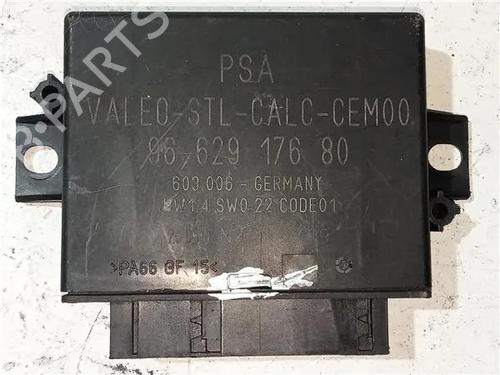 PSA
VALEO-STL-CALC-CEM00
96 629 176 80
603 006 - GERMANY
HW1.4 SW0.22 CODE01
>PA66 GF 15<
B-PARTS